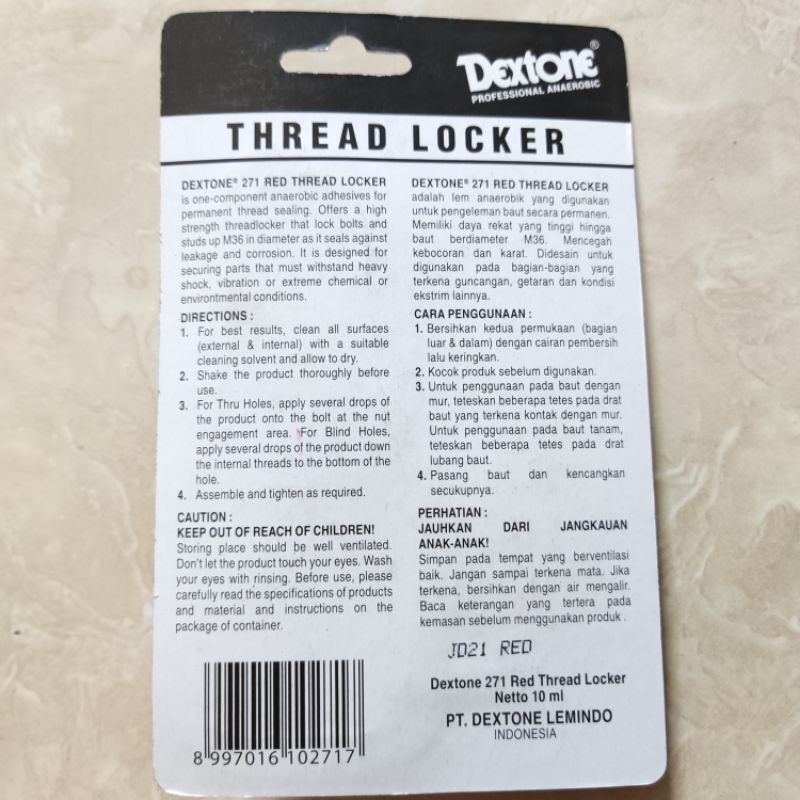 Dextone®
PROFESSIONAL ANAEROBIC
THREAD LOCKER
DEXTONE® 271 RED THREAD LOCKER
is one-component anaerobic adhesives for
permanent thread sealing. Offers a high
strength threadlocker that lock bolts and
studs up M36 in diameter as it seals against
leakage and corrosion. It is designed for
securing parts that must withstand heavy
shock, vibration or extreme chemical or
environtmental conditions.
DIRECTIONS :
1. For best results, clean all surfaces
(external & internal) with a suitable
cleaning solvent and allow to dry.
2. Shake the product thoroughly before
use.
3. For Thru Holes, apply several drops of
the product onto the bolt at the nut
engagement area. For Blind Holes,
apply several drops of the product down
the internal threads to the bottom of the
hole.
4. Assemble and tighten as required.
CAUTION :
KEEP OUT OF REACH OF CHILDREN!
Storing place should be well ventilated.
Don't let the product touch your eyes. Wash
your eyes with rinsing. Before use, please
carefully read the specifications of products
and material and instructions on the
package of container.
8 997016 102717
DEXTONE® 271 RED THREAD LOCKER
adalah lem anaerobik yang digunakan
untuk pengeleman baut secara permanen.
Memiliki daya rekat yang tinggi hingga
baut berdiameter M36. Mencegah
kebocoran dan karat. Didesain untuk
digunakan pada bagian-bagian yang
terkena guncangan, getaran dan kondisi
ekstrim lainnya.
CARA PENGGUNAAN :
1. Bersihkan kedua permukaan (bagian
luar & dalam) dengan cairan pembersih
lalu keringkan.
2. Kocok produk sebelum digunakan.
3. Untuk penggunaan pada baut dengan
mur, teteskan beberapa tetes pada drat
baut yang terkena kontak dengan mur.
Untuk penggunaan pada baut tanam,
teteskan beberapa tetes pada drat
lubang baut.
4. Pasang baut dan kencangkan
secukupnya.
PERHATIAN :
JAUHKAN DARI JANGKAUAN
ANAK-ANAK!
Simpan pada tempat yang berventilasi
baik. Jangan sampai terkena mata. Jika
terkena, bersihkan dengan air mengalir.
Baca keterangan yang tertera pada
kemasan sebelum menggunakan produk .
JD21 RED
Dextone 271 Red Thread Locker
Netto 10 ml
PT. DEXTONE LEMINDO
INDONESIA